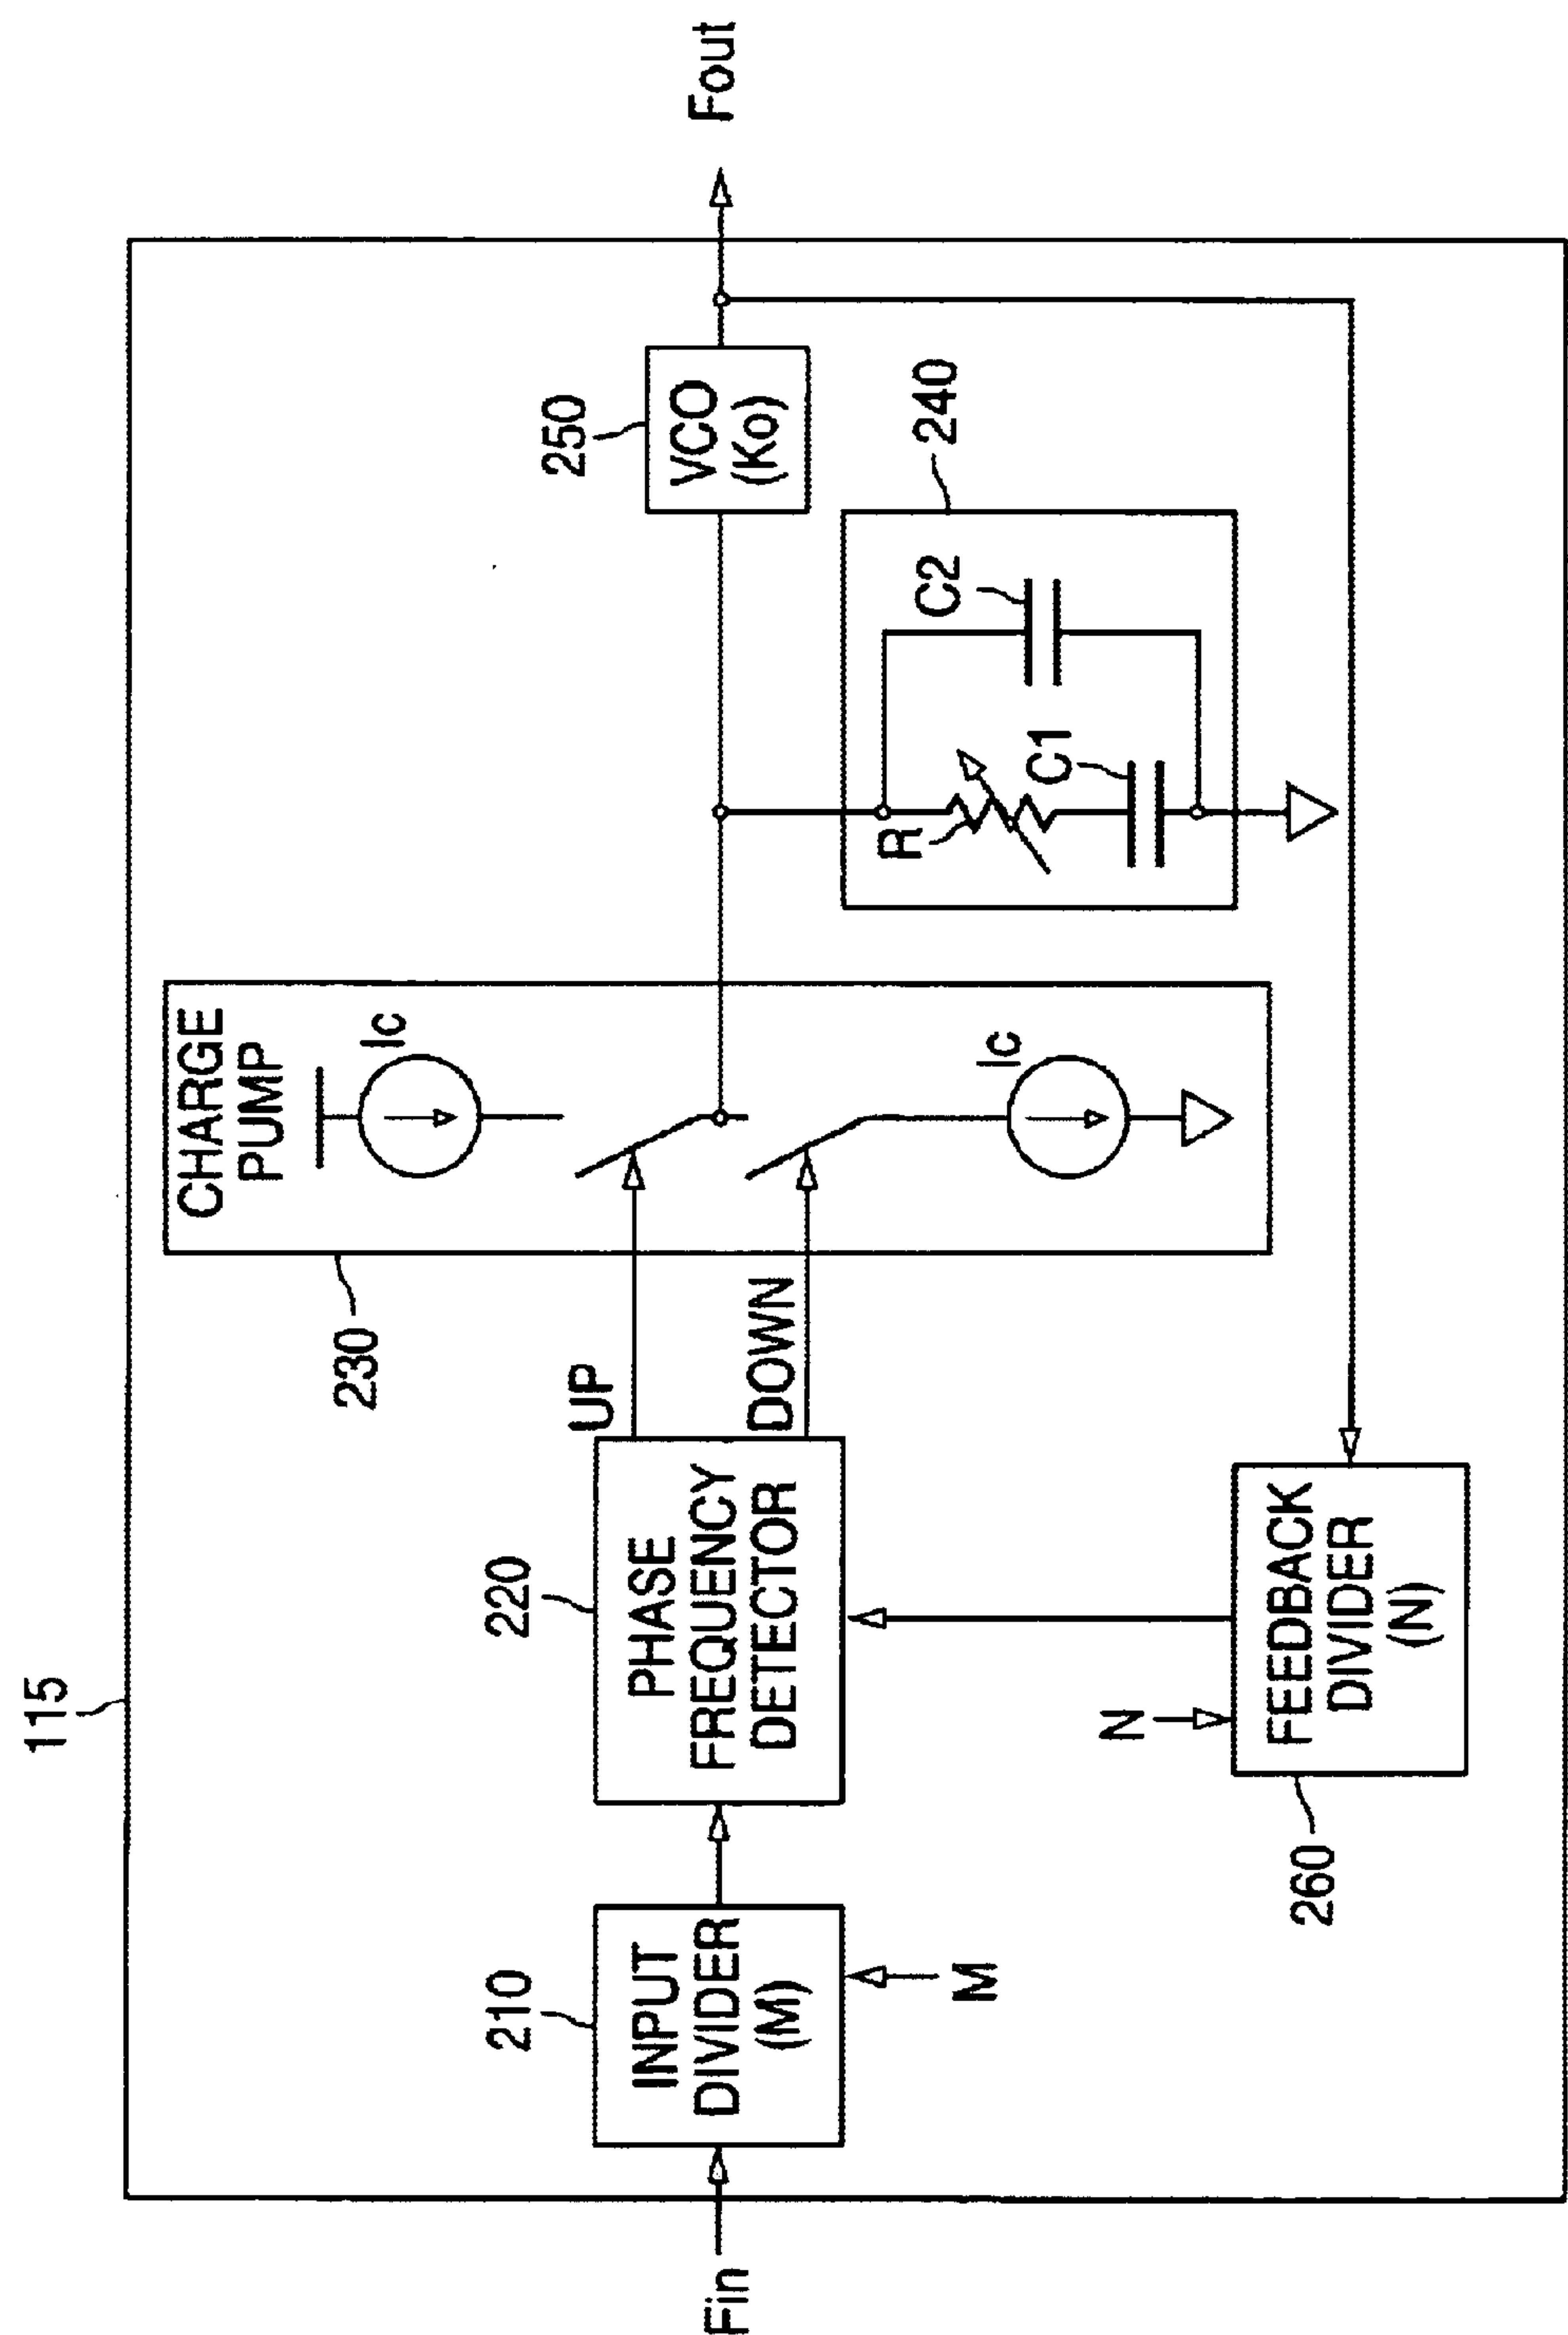 115
Fin
210
INPUT
DIVIDER
(M)
M
220
PHASE
FREQUENCY
DETECTOR
UP
DOWN
230
CHARGE
PUMP
Ic
Ic
250
VCO
(Ko)
240
R
C1
C2
Fout
N
FEEDBACK
DIVIDER
(N)
260